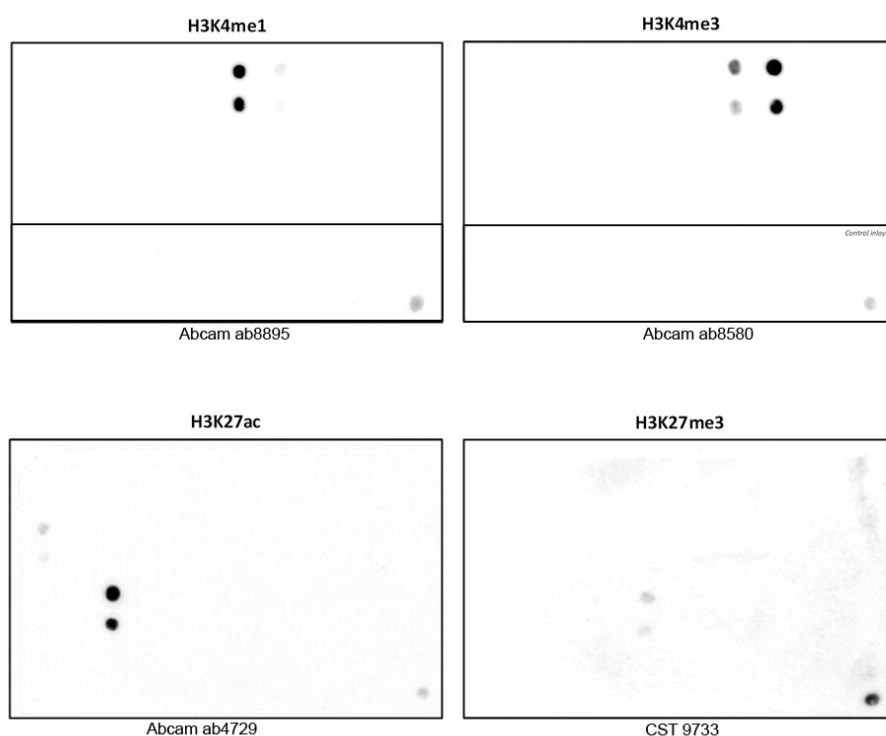 H3K4me1
H3K4me3
Control inlay
Abcam ab8895
Abcam ab8580
H3K27ac
H3K27me3
Abcam ab4729
CST 9733